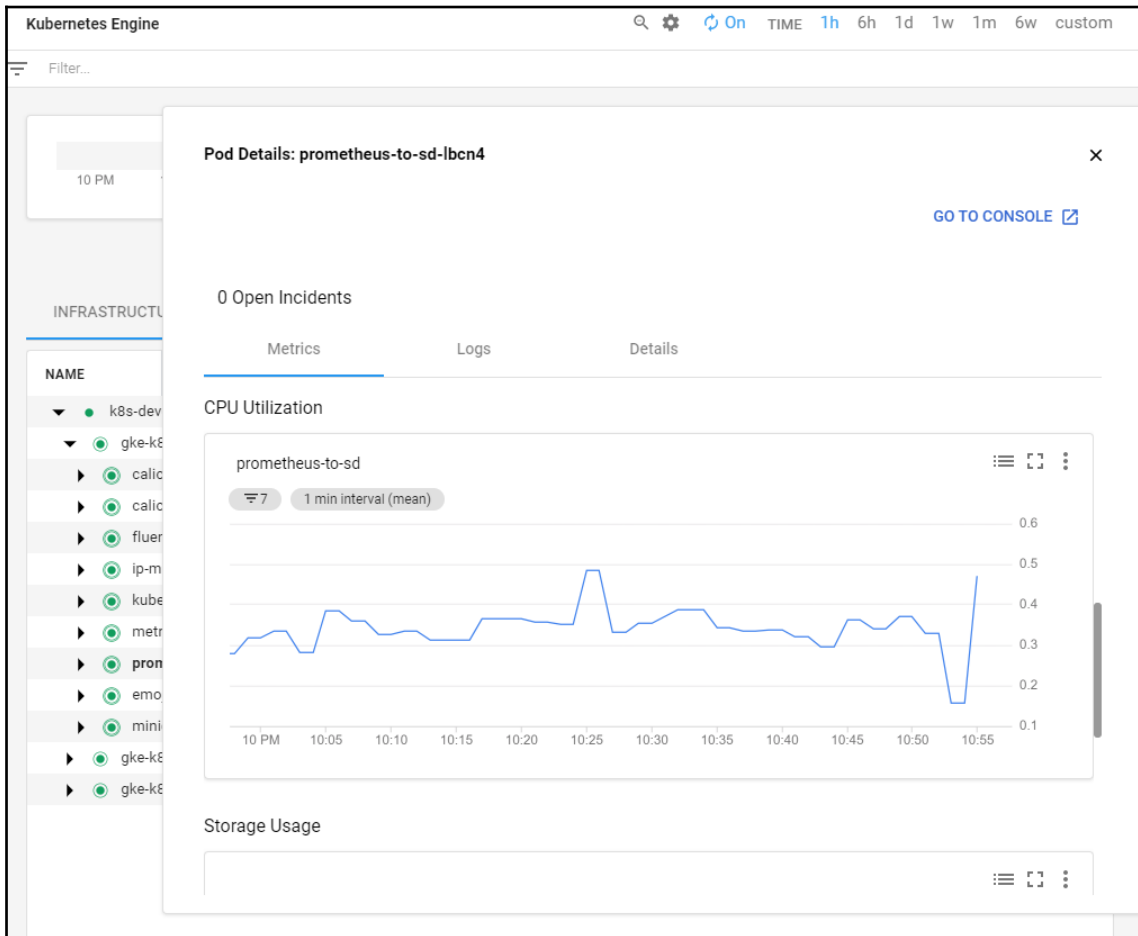 Kubernetes Engine On TIME 1h 6h 1d 1w 1m 6w custom
Filter...
10 PM
Pod Details: prometheus-to-sd-lbcn4
GO TO CONSOLE
0 Open Incidents
INFRASTRUCTU
Metrics Logs Details
NAME
CPU Utilization
k8s-dev
gke-k8
calic
calic
fluen
ip-m
kube
metr
prom
emo
mini
gke-k8
gke-k8
prometheus-to-sd
7 1 min interval (mean)
0.6
0.5
0.4
0.3
0.2
0.1
10 PM 10:05 10:10 10:15 10:20 10:25 10:30 10:35 10:40 10:45 10:50 10:55
Storage Usage